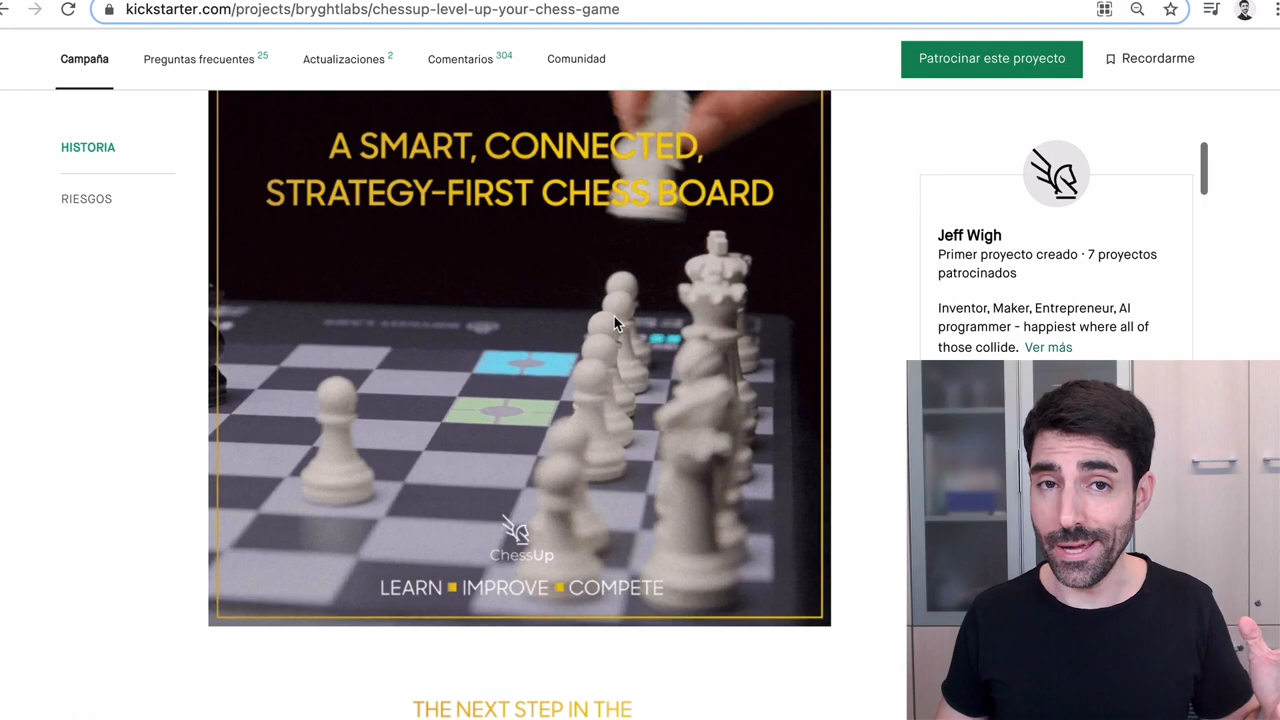 kickstarter.com/projects/bryghtlabs/chessup-level-up-your-chess-game
Campaña
Preguntas frecuentes 25
Actualizaciones 2
Comentarios 304
Comunidad
Patrocinar este proyecto
Recordarme
HISTORIA
RIESGOS
A SMART, CONNECTED,
STRATEGY-FIRST CHESS BOARD
ChessUp
LEARN ▪ IMPROVE ▪ COMPETE
THE NEXT STEP IN THE
Jeff Wigh
Primer proyecto creado · 7 proyectos
patrocinados
Inventor, Maker, Entrepreneur, AI
programmer - happiest where all of
those collide. Ver más